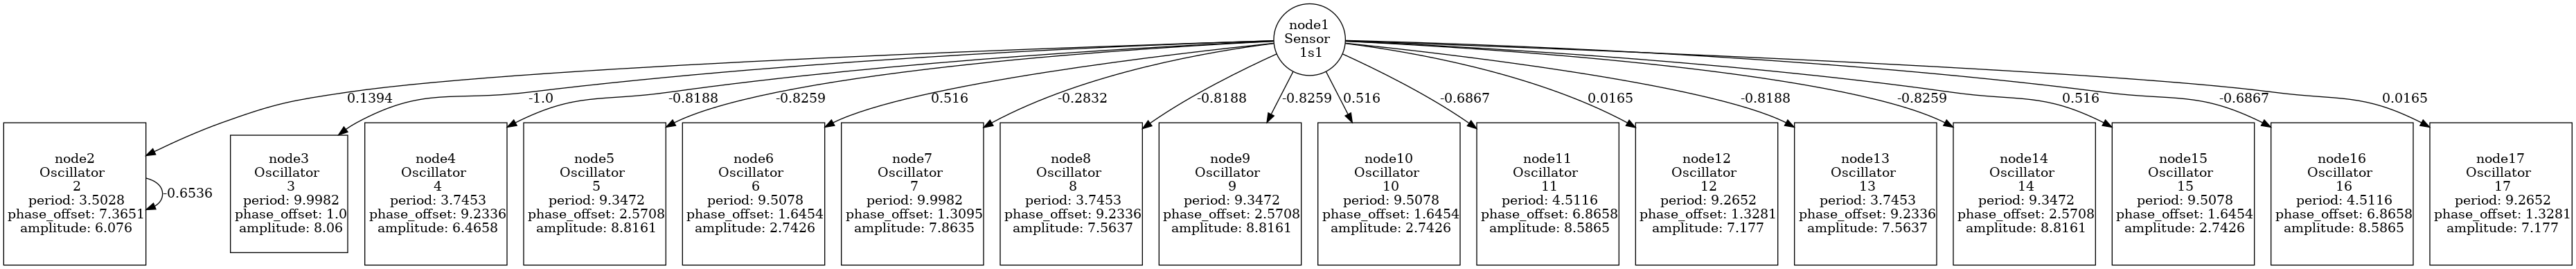 node1
Sensor
1s1
0.1394
-1.0
-0.8188
-0.8259
0.516
-0.2832
-0.8188
-0.8259
0.516
-0.6867
0.0165
-0.8188
-0.8259
0.516
-0.6867
0.0165
node2
Oscillator
2
period: 3.5028
phase_offset: 7.3651
amplitude: 6.076
-0.6536
node3
Oscillator
3
period: 9.9982
phase_offset: 1.0
amplitude: 8.06
node4
Oscillator
4
period: 3.7453
phase_offset: 9.2336
amplitude: 6.4658
node5
Oscillator
5
period: 9.3472
phase_offset: 2.5708
amplitude: 8.8161
node6
Oscillator
6
period: 9.5078
phase_offset: 1.6454
amplitude: 2.7426
node7
Oscillator
7
period: 9.9982
phase_offset: 1.3095
amplitude: 7.8635
node8
Oscillator
8
period: 3.7453
phase_offset: 9.2336
amplitude: 7.5637
node9
Oscillator
9
period: 9.3472
phase_offset: 2.5708
amplitude: 8.8161
node10
Oscillator
10
period: 9.5078
phase_offset: 1.6454
amplitude: 2.7426
node11
Oscillator
11
period: 4.5116
phase_offset: 6.8658
amplitude: 8.5865
node12
Oscillator
12
period: 9.2652
phase_offset: 1.3281
amplitude: 7.177
node13
Oscillator
13
period: 3.7453
phase_offset: 9.2336
amplitude: 7.5637
node14
Oscillator
14
period: 9.3472
phase_offset: 2.5708
amplitude: 8.8161
node15
Oscillator
15
period: 9.5078
phase_offset: 1.6454
amplitude: 2.7426
node16
Oscillator
16
period: 4.5116
phase_offset: 6.8658
amplitude: 8.5865
node17
Oscillator
17
period: 9.2652
phase_offset: 1.3281
amplitude: 7.177